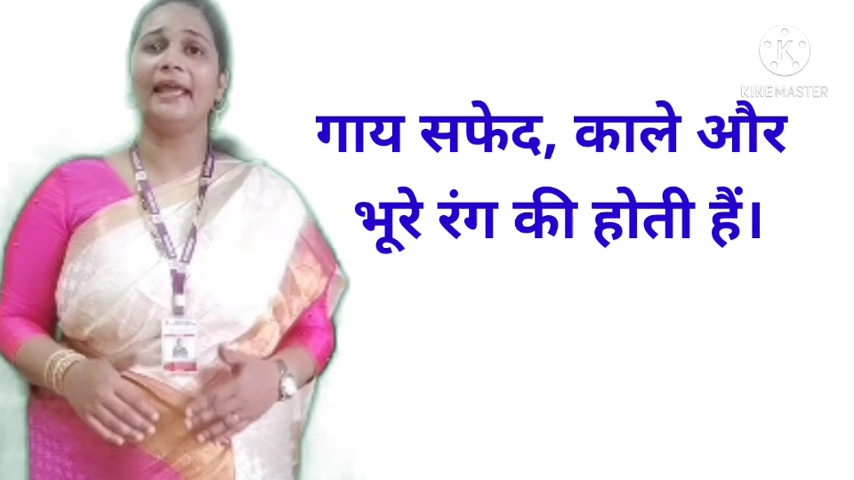 KINEMASTER
गाय सफेद, काले और
भूरे रंग की होती हैं।